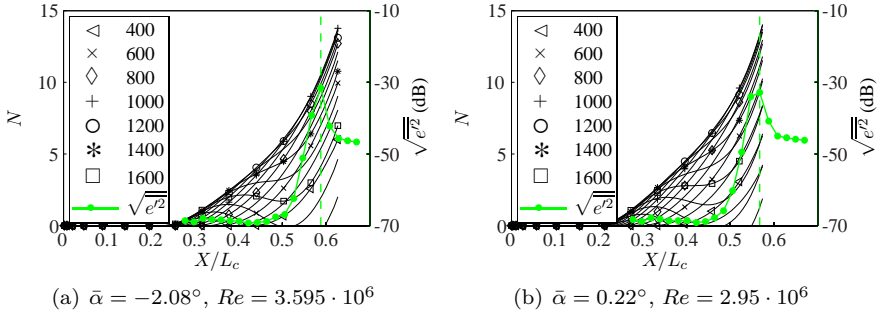 15
10
5
0
N
400
600
800
1000
1200
1400
1600
√e′²
-10
-30
-50
-70
√e′² (dB)
0 0.1 0.2 0.3 0.4 0.5 0.6
X/L_c
(a) ᾱ = −2.08°, Re = 3.595 · 10⁶
15
10
5
0
N
400
600
800
1000
1200
1400
1600
√e′²
-10
-30
-50
-70
√e′² (dB)
0 0.1 0.2 0.3 0.4 0.5 0.6
X/L_c
(b) ᾱ = 0.22°, Re = 2.95 · 10⁶